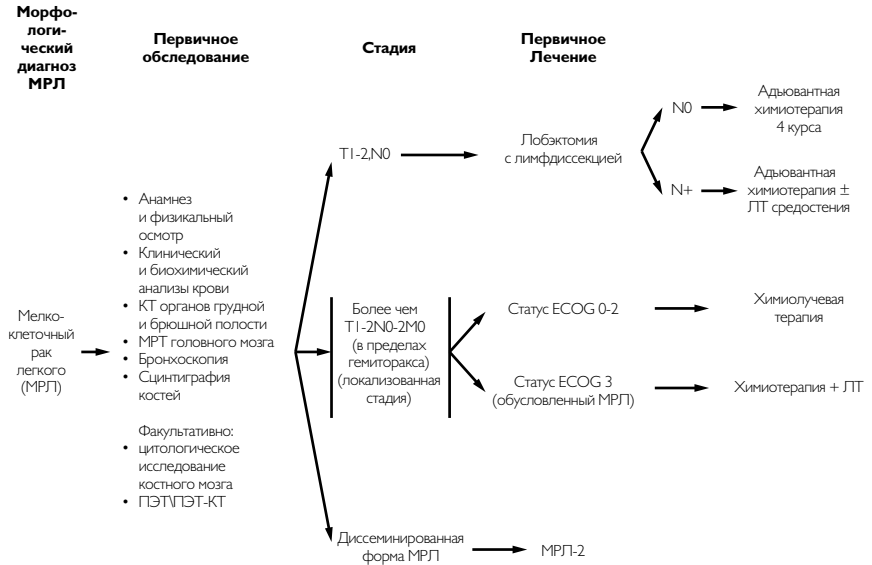 Морфо-
логи-
ческий
диагноз
МРЛ
Первичное
обследование
Стадия
Первичное
Лечение
Мелко-
клеточный
рак
легкого
(МРЛ)
• Анамнез
и физикальный
осмотр
• Клинический
и биохимический
анализы крови
• КТ органов грудной
и брюшной полости
• МРТ головного мозга
• Бронхоскопия
• Сцинтиграфия
костей
Факультативно:
• цитологическое
исследование
костного мозга
• ПЭТ\ПЭТ-КТ
T1-2,N0
Лобэктомия
с лимфдиссекцией
N0
Адьювантная
химиотерапия
4 курса
N+
Адьювантная
химиотерапия ±
ЛТ средостения
Более чем
T1-2N0-2M0
(в пределах
гемиторакса)
(локализованная
стадия)
Статус ECOG 0-2
Химиолучевая
терапия
Статус ECOG 3
(обусловленный МРЛ)
Химиотерапия + ЛТ
Диссеминированная
форма МРЛ
МРЛ-2